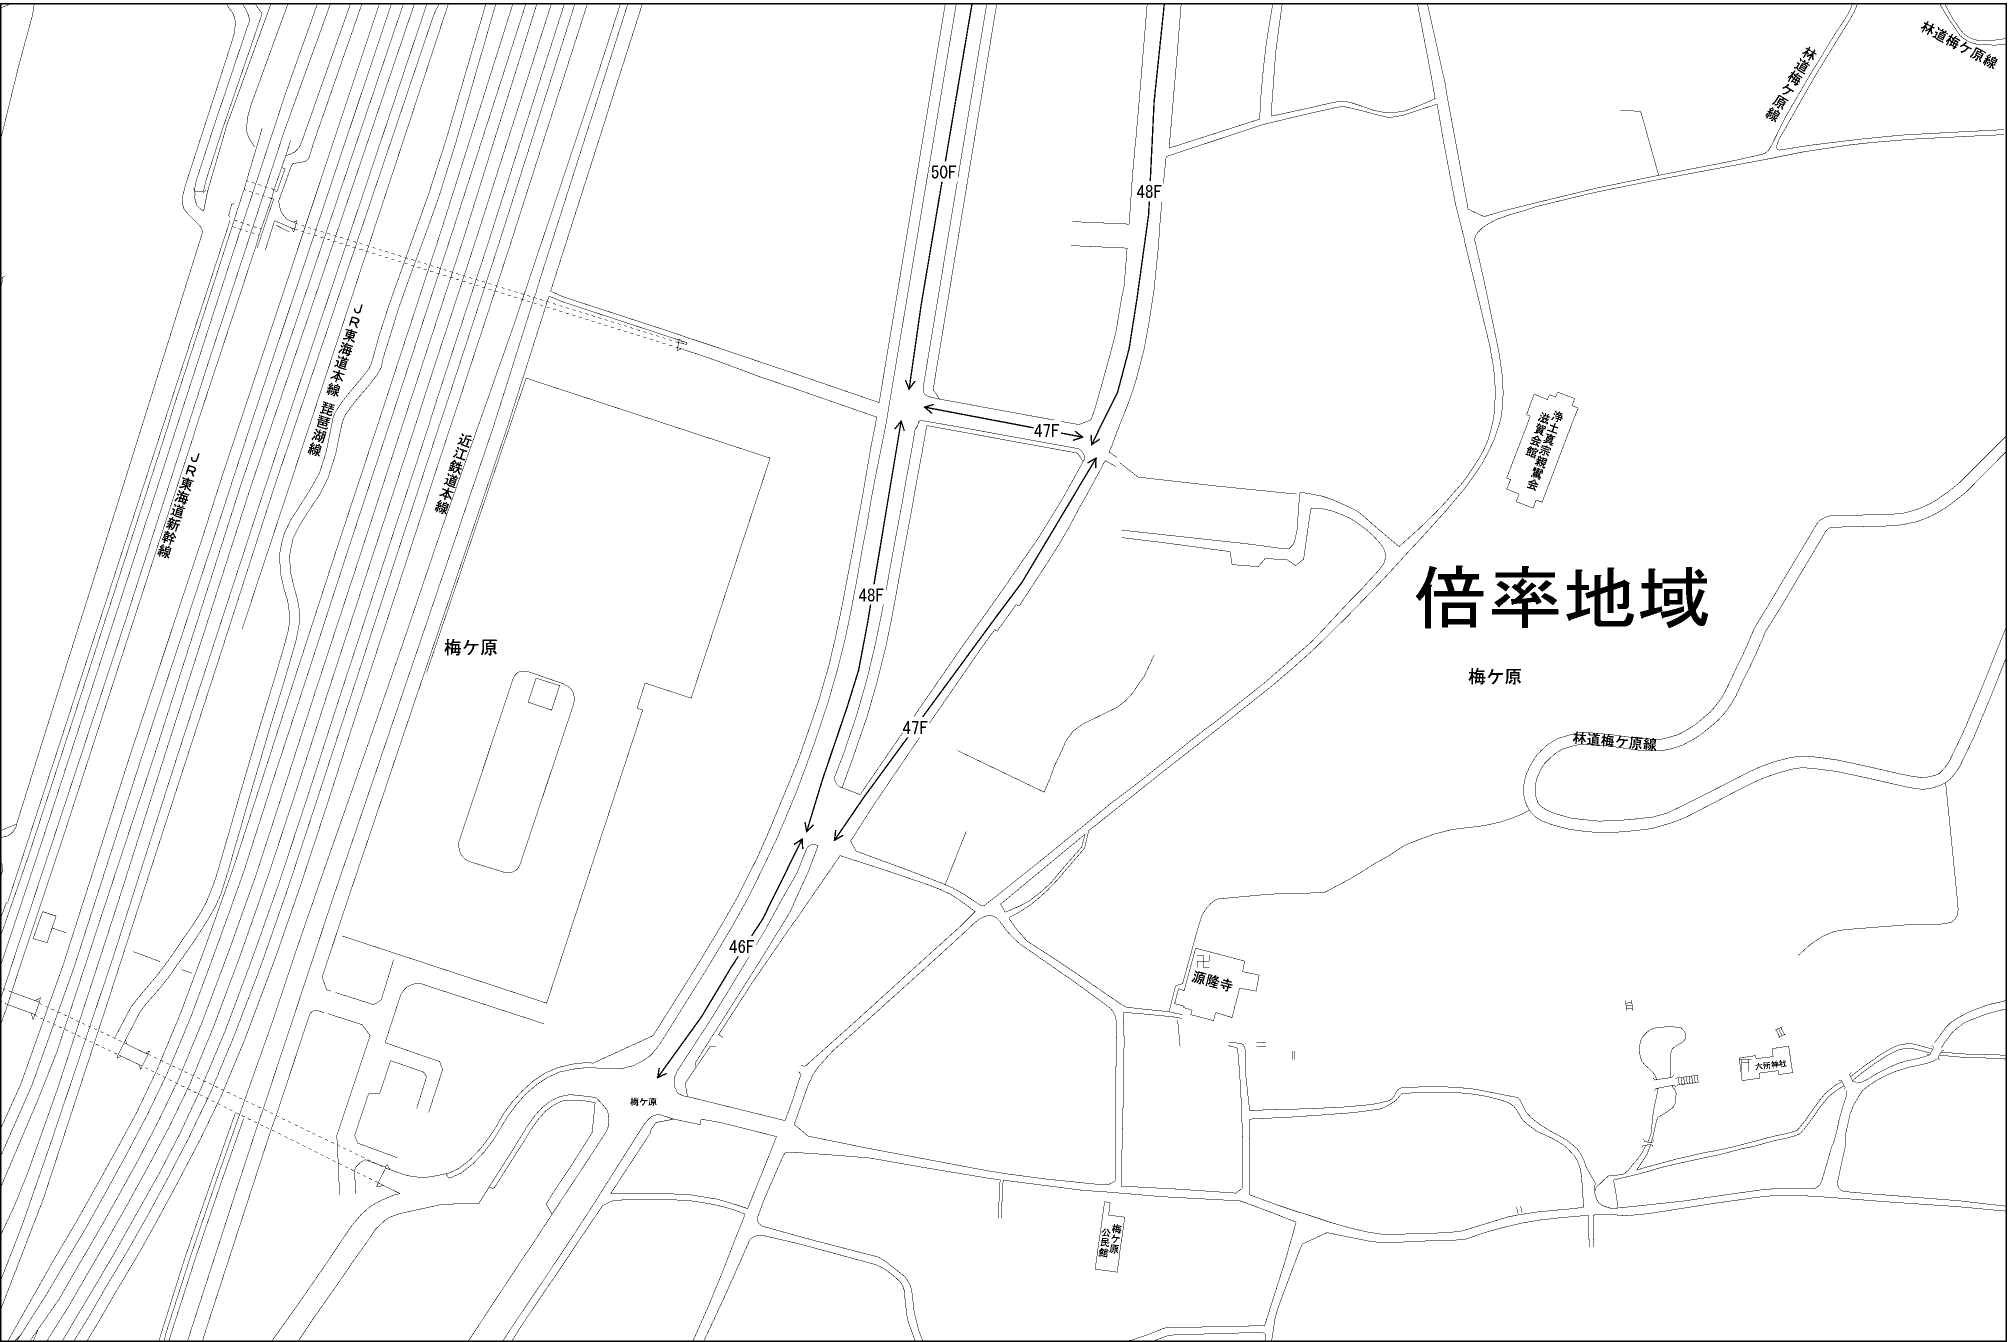 林道梅ケ原線
林道梅ケ原線
50F
48F
JR東海道本線 琵琶湖線
近江鉄道本線
JR東海道新幹線
47F
浄土真宗親鸞会
滋賀会館
倍率地域
48F
梅ケ原
梅ケ原
47F
林道梅ケ原線
46F
源隆寺
六所神社
梅ケ原
梅ケ原
公民館